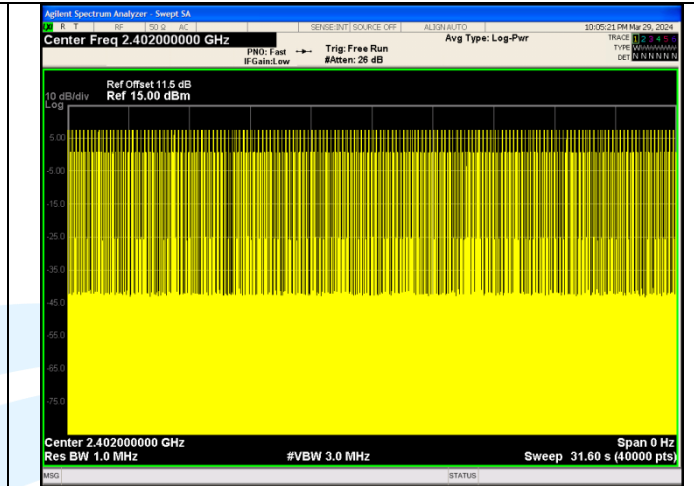 Agilent Spectrum Analyzer - Swept SA
R T RF 50 Ω AC SENSE:INT SOURCE OFF ALIGN AUTO 10:05:21 PM Mar 29, 2024
Center Freq 2.402000000 GHz
PNO: Fast
IFGain:Low
Trig: Free Run
#Atten: 26 dB
Avg Type: Log-Pwr
TRACE 1 2 3 4 5 6
TYPE
DET N N N N N N
Ref Offset 11.5 dB
10 dB/div Ref 15.00 dBm
Log
5.00
-5.00
-15.0
-25.0
-35.0
-45.0
-55.0
-65.0
-75.0
Center 2.402000000 GHz Span 0 Hz
Res BW 1.0 MHz #VBW 3.0 MHz Sweep 31.60 s (40000 pts)
MSG STATUS